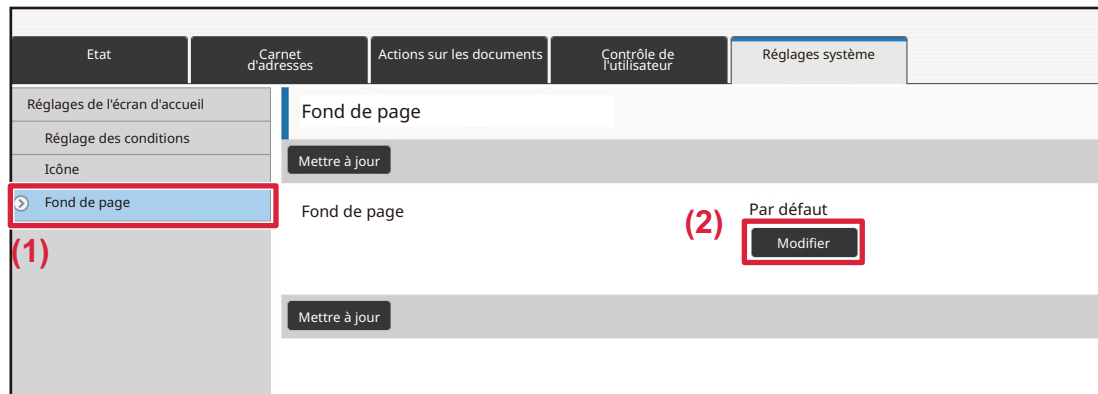 Etat
Carnet
d'adresses
Actions sur les documents
Contrôle de
l'utilisateur
Réglages système
Réglages de l'écran d'accueil
Réglage des conditions
Icône
Fond de page
(1)
Fond de page
Mettre à jour
Fond de page
Par défaut
(2)
Modifier
Mettre à jour